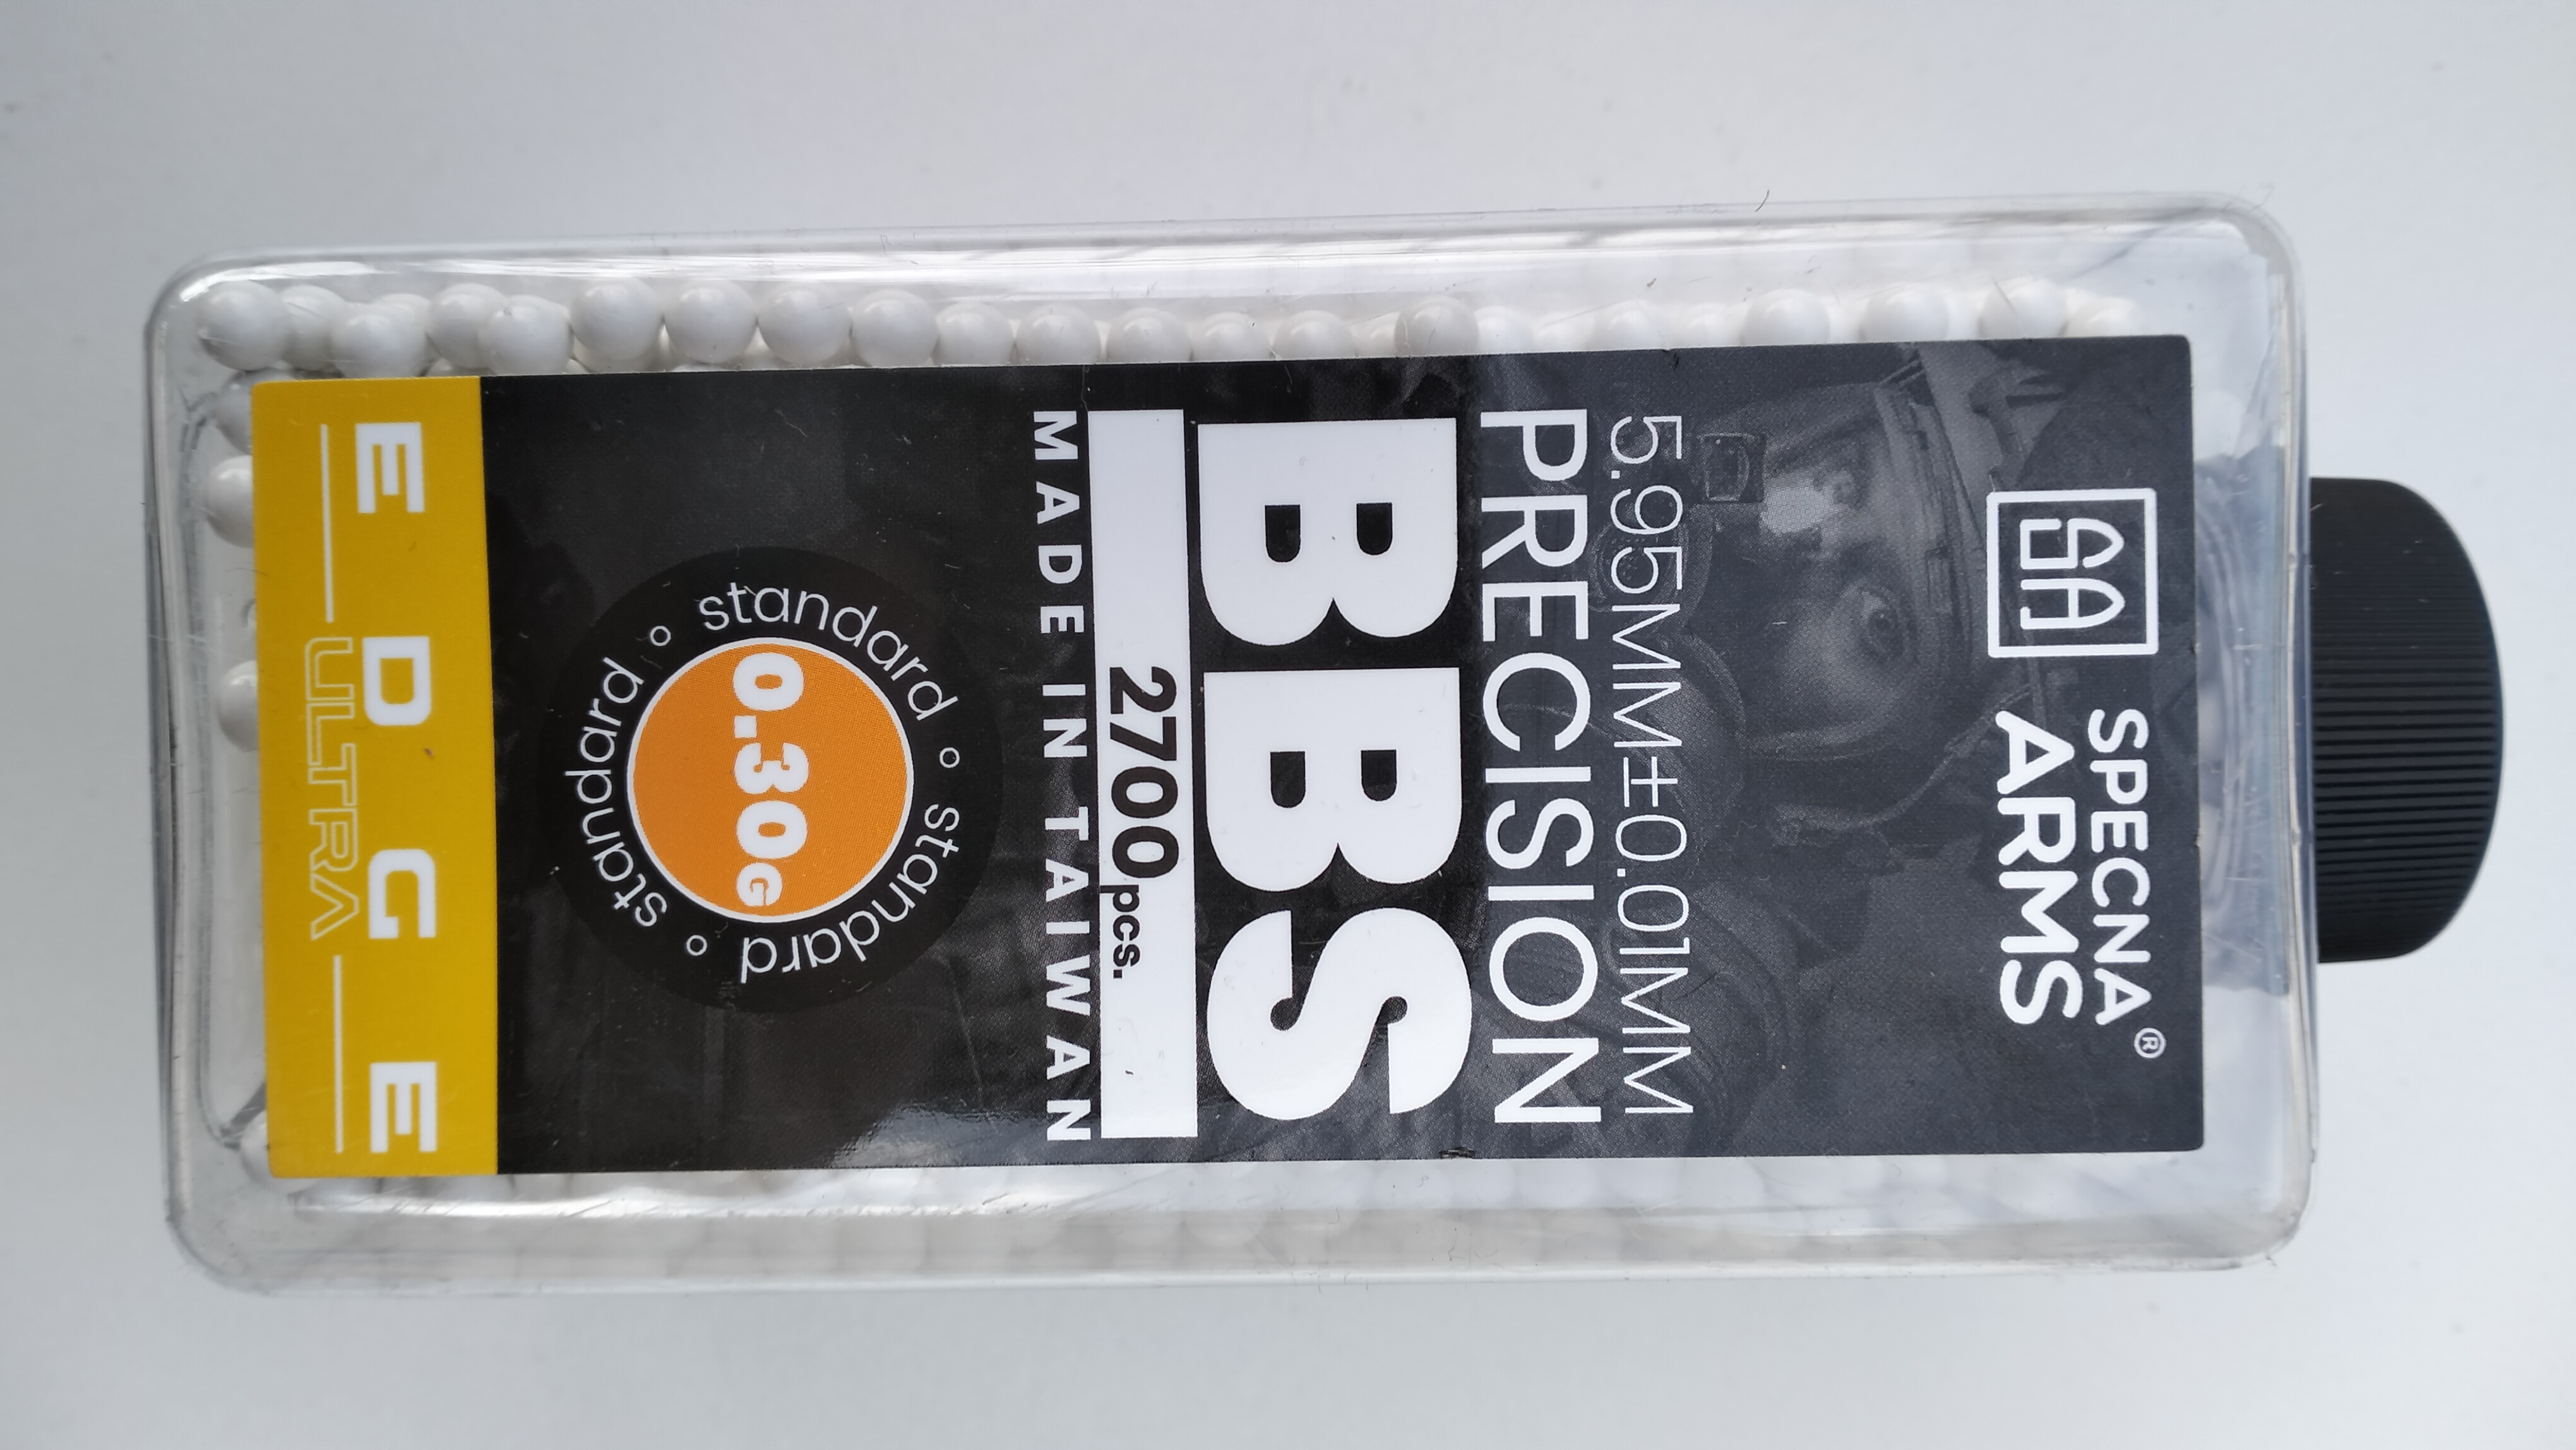 SA
SPECNA®
ARMS
5.95MM±0.01MM
PRECISION
BBS
2700pcs.
MADE IN TAIWAN
standard ○ standard ○ standard ○ standard ○
0.30G
EDGE
ULTRA